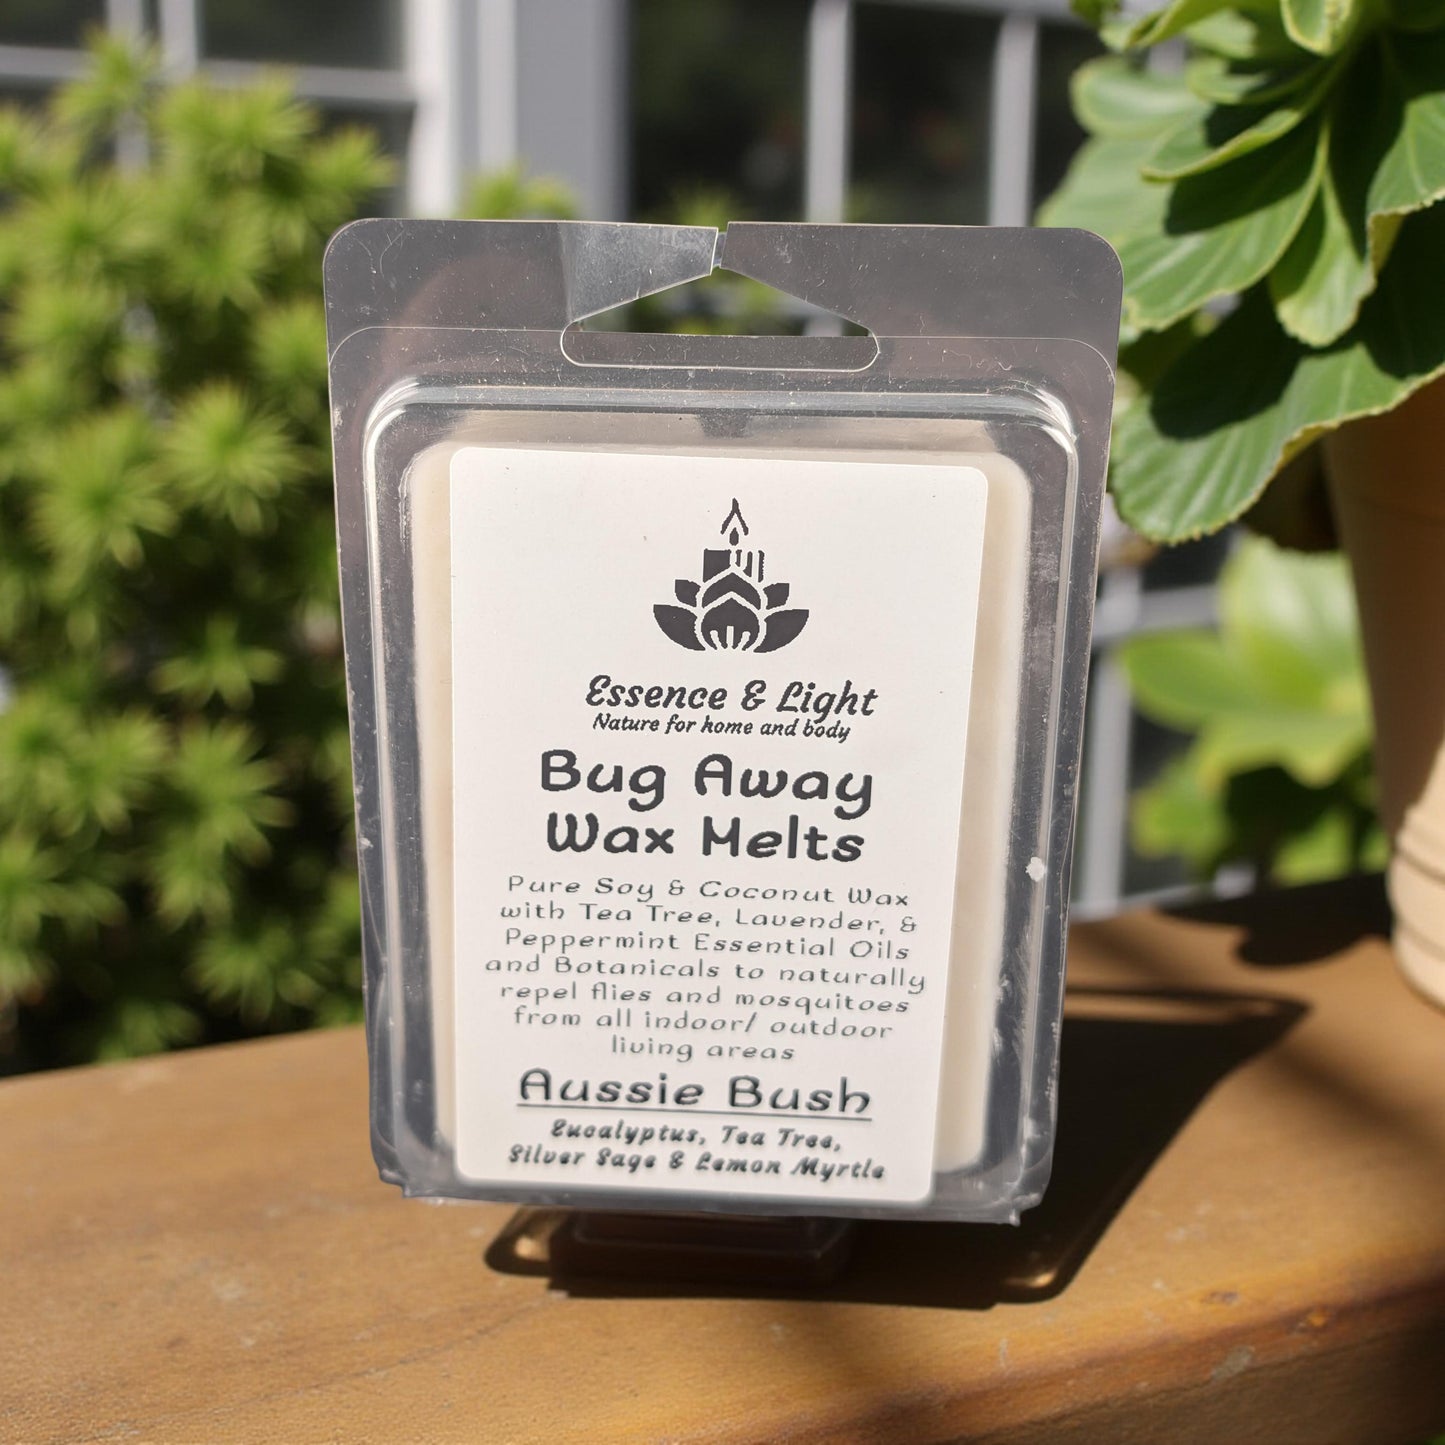 Essence & Light
Nature for home and body
Bug Away
Wax Melts
Pure Soy & Coconut Wax
with Tea Tree, Lavender, &
Peppermint Essential Oils
and Botanicals to naturally
repel flies and mosquitoes
from all indoor/ outdoor
living areas
Aussie Bush
Eucalyptus, Tea Tree,
Silver Sage & Lemon Myrtle